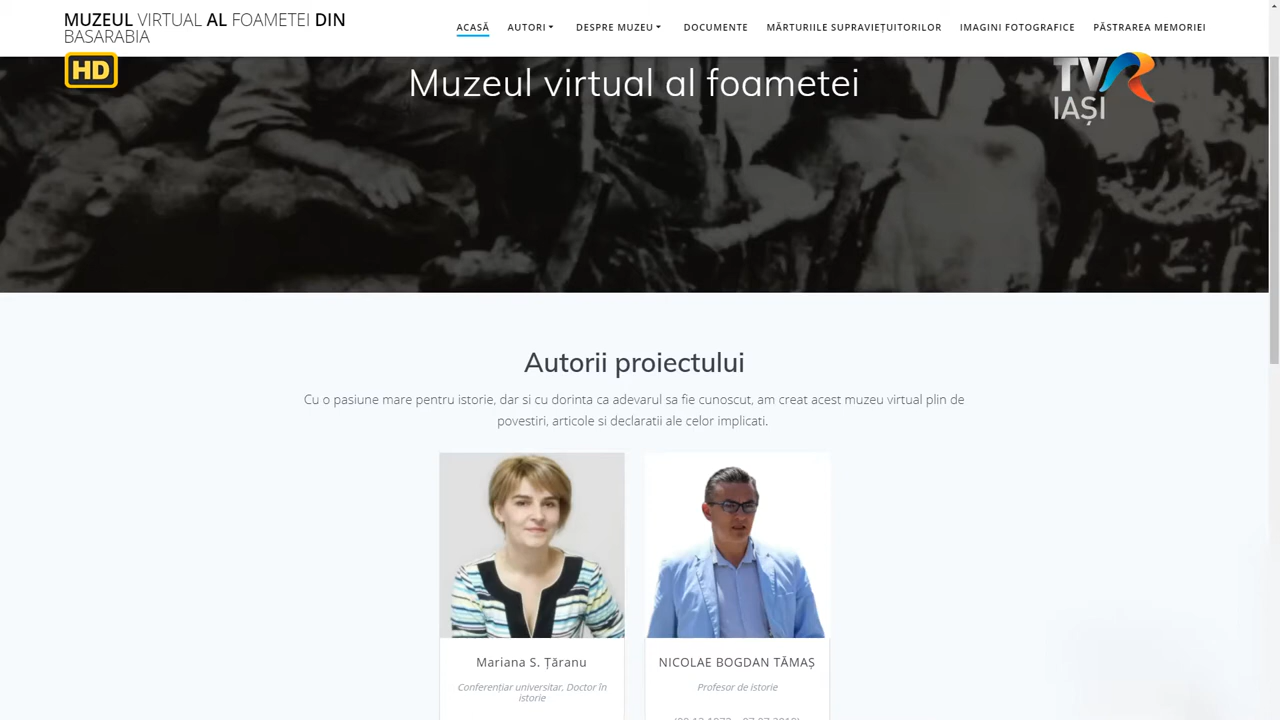 MUZEUL VIRTUAL AL FOAMETEI DIN
BASARABIA
ACASĂ AUTORI DESPRE MUZEU DOCUMENTE MĂRTURIILE SUPRAVIEȚUITORILOR IMAGINI FOTOGRAFICE PĂSTRAREA MEMORIEI
HD
Muzeul virtual al foametei
TVR
IAȘI
Autorii proiectului
Cu o pasiune mare pentru istorie, dar si cu dorinta ca adevarul sa fie cunoscut, am creat acest muzeu virtual plin de
povestiri, articole si declaratii ale celor implicati.
Mariana S. Țăranu
Conferențiar universitar, Doctor în
istorie
NICOLAE BOGDAN TĂMAȘ
Profesor de istorie